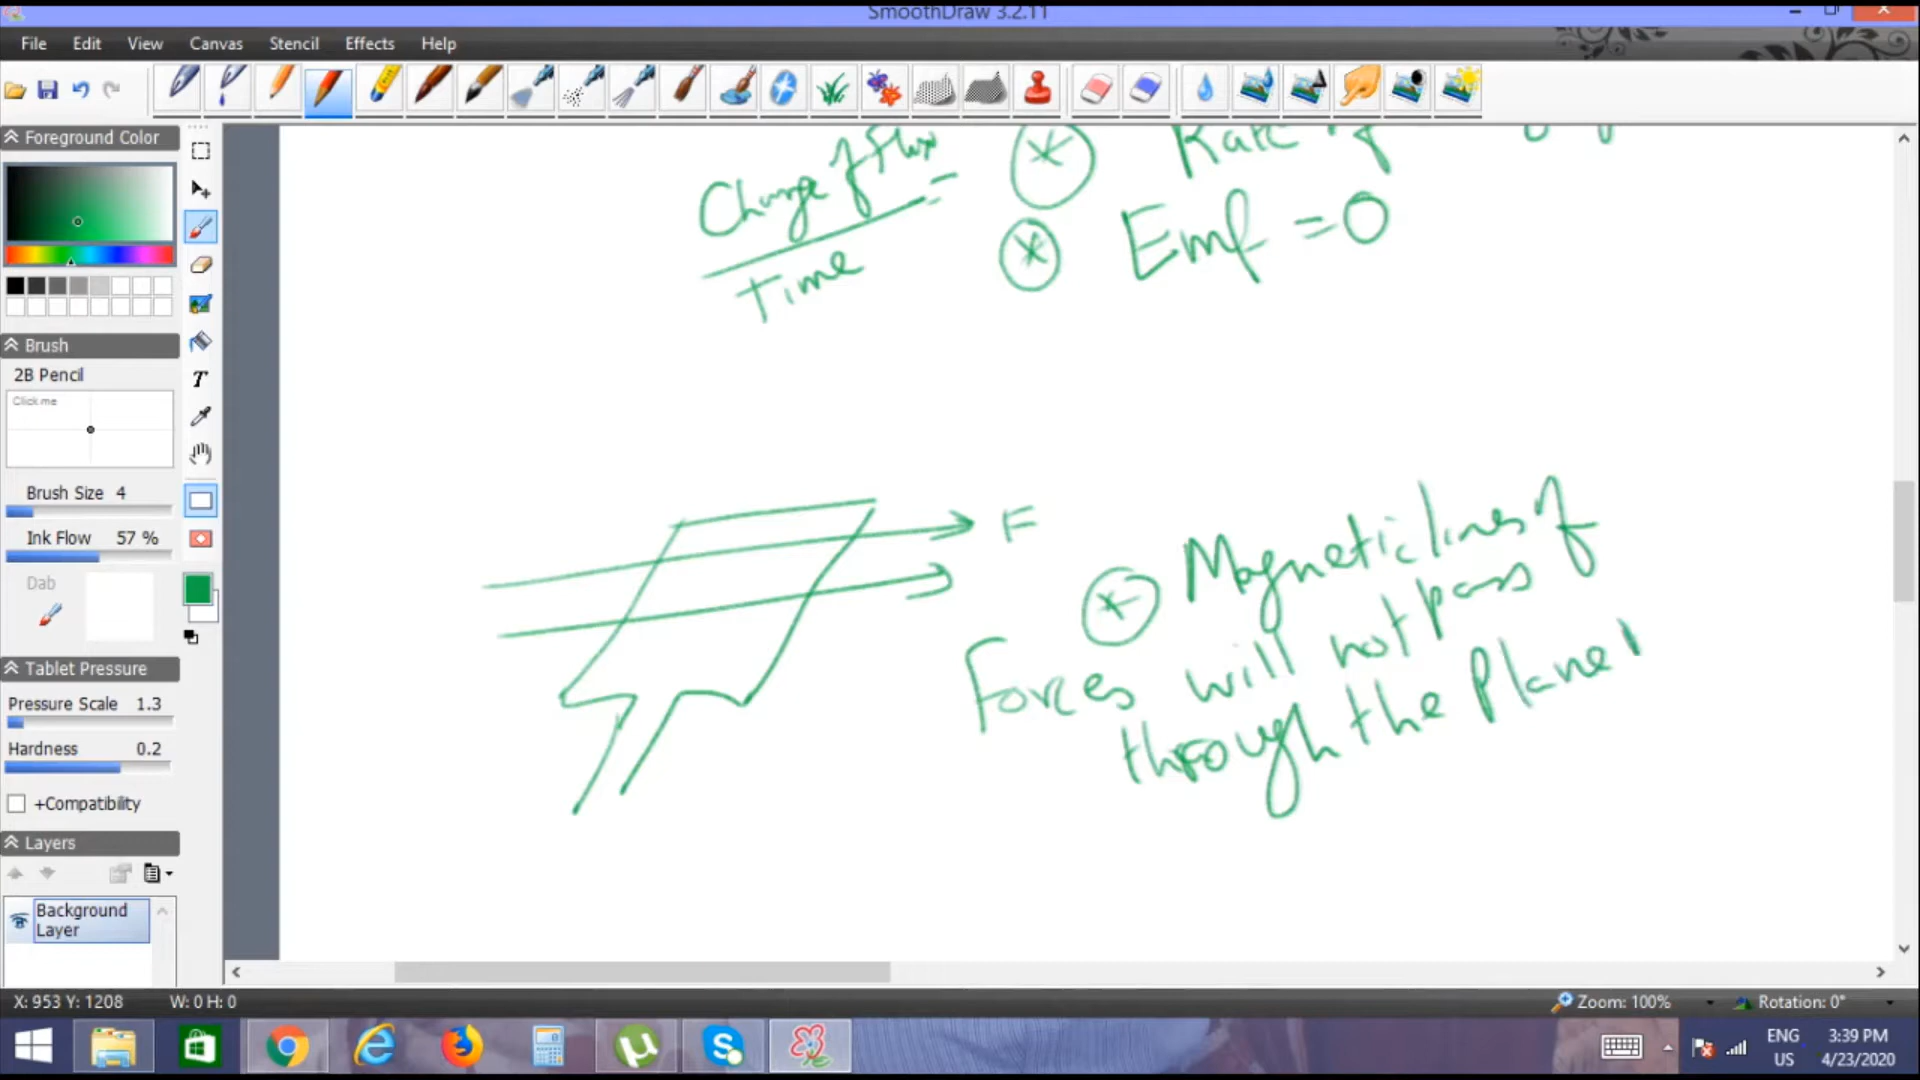 SmoothDraw 3.2.11
File Edit View Canvas Stencil Effects Help
Foreground Color
Brush
2B Pencil
Click me
Brush Size 4
Ink Flow 57 %
Dab
Tablet Pressure
Pressure Scale 1.3
Hardness 0.2
+Compatibility
Layers
Background
Layer
Change of flux
Time
=
* Rate of
* Emf = 0
F
* Magnetic lines of
Forces will not pass
through the Plane
X: 953 Y: 1208 W: 0 H: 0
Zoom: 100% Rotation: 0°
ENG
US
3:39 PM
4/23/2020